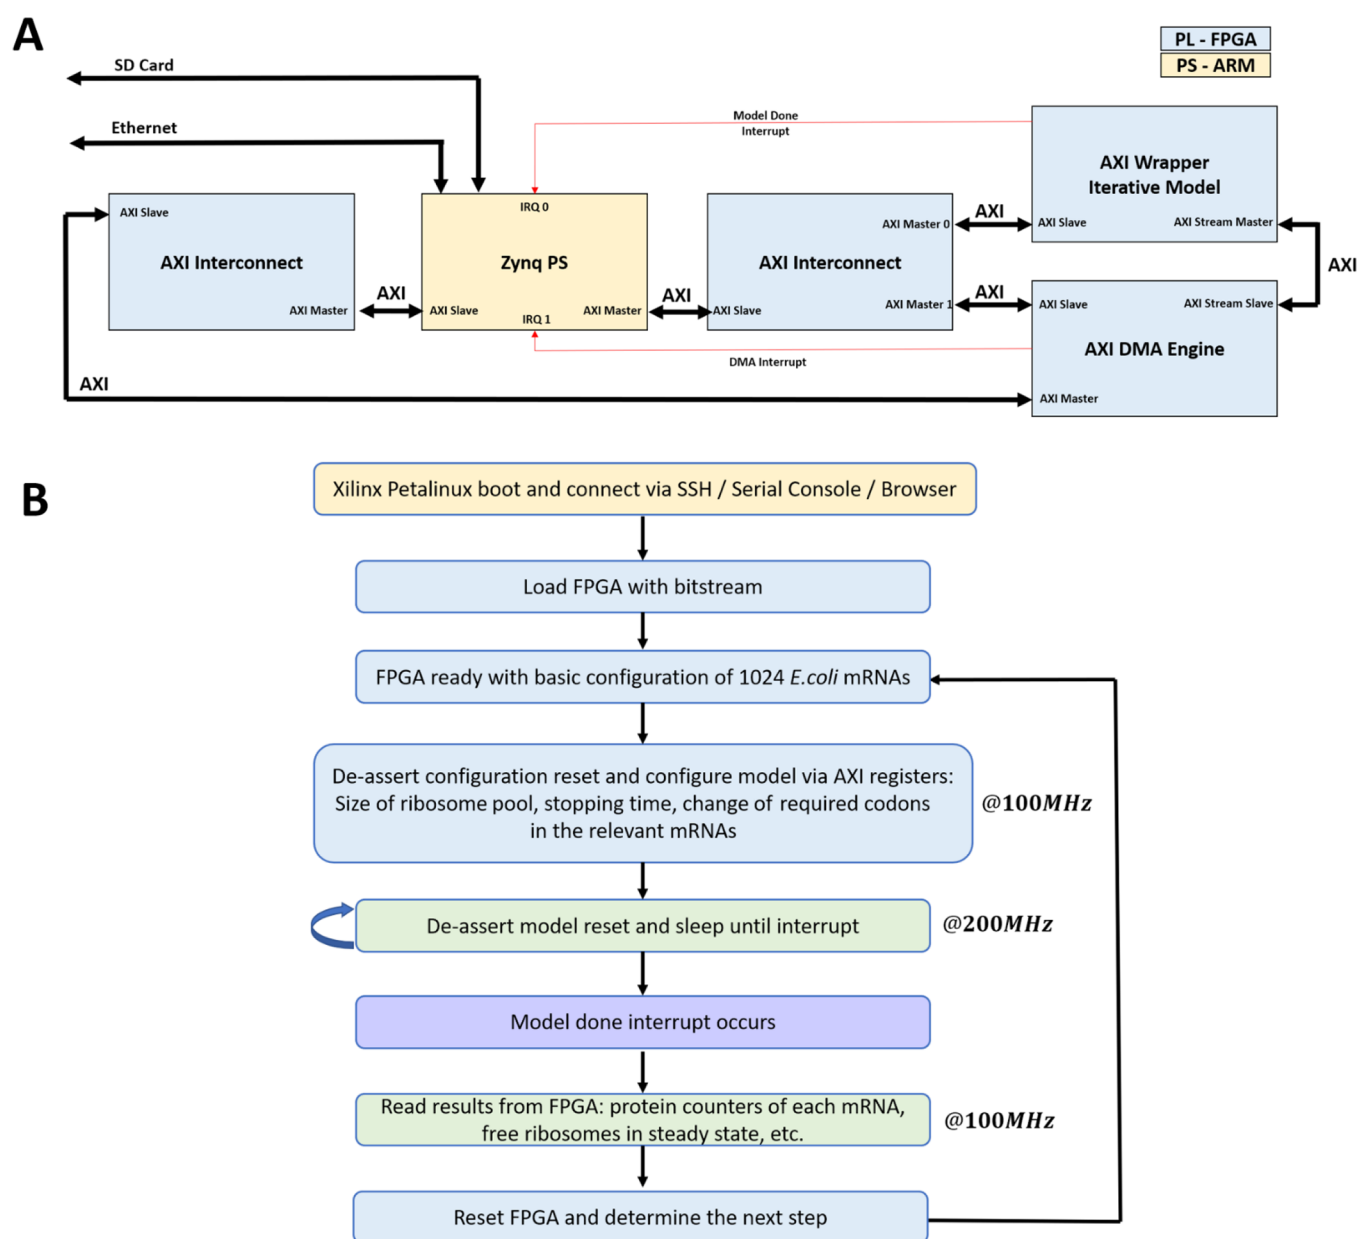 A
PL - FPGA
PS - ARM
SD Card
Ethernet
Model Done
Interrupt
AXI Slave
AXI Interconnect
AXI Master
AXI
IRQ 0
Zynq PS
AXI Slave
AXI Master
IRQ 1
AXI
AXI Master 0
AXI Interconnect
AXI Master 1
AXI Slave
AXI
AXI
AXI Wrapper
Iterative Model
AXI Slave
AXI Stream Master
AXI
AXI Slave
AXI Stream Slave
AXI DMA Engine
AXI Master
DMA Interrupt
AXI
B
Xilinx Petalinux boot and connect via SSH / Serial Console / Browser
Load FPGA with bitstream
FPGA ready with basic configuration of 1024 E.coli mRNAs
De-assert configuration reset and configure model via AXI registers:
Size of ribosome pool, stopping time, change of required codons
in the relevant mRNAs
@100MHz
De-assert model reset and sleep until interrupt
@200MHz
Model done interrupt occurs
Read results from FPGA: protein counters of each mRNA,
free ribosomes in steady state, etc.
@100MHz
Reset FPGA and determine the next step